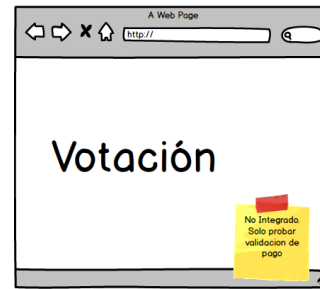 A Web Page
http://
Votación
No Integrado.
Solo probar
validacion de
pago